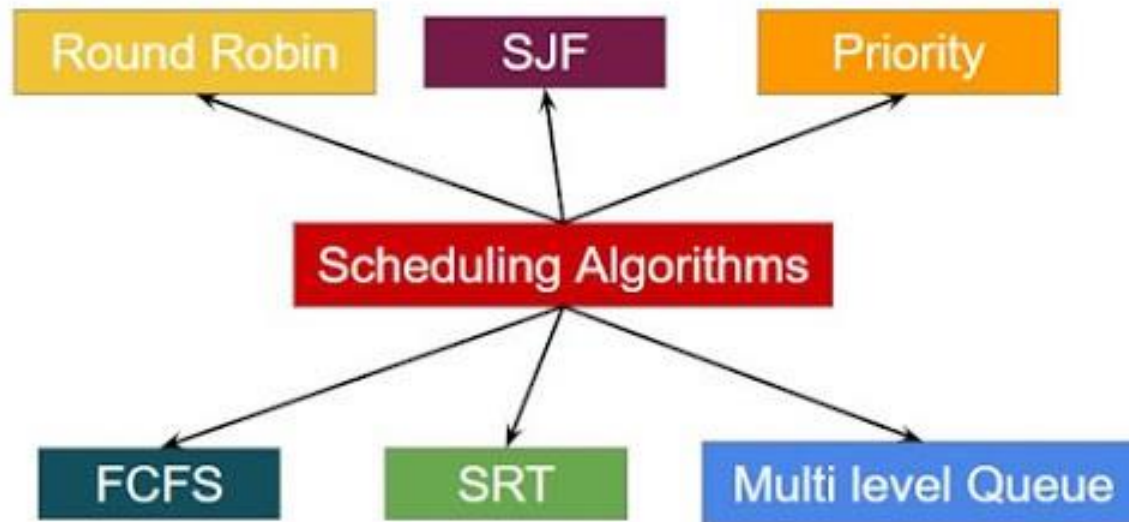 Round Robin
SJF
Priority
Scheduling Algorithms
FCFS
SRT
Multi level Queue